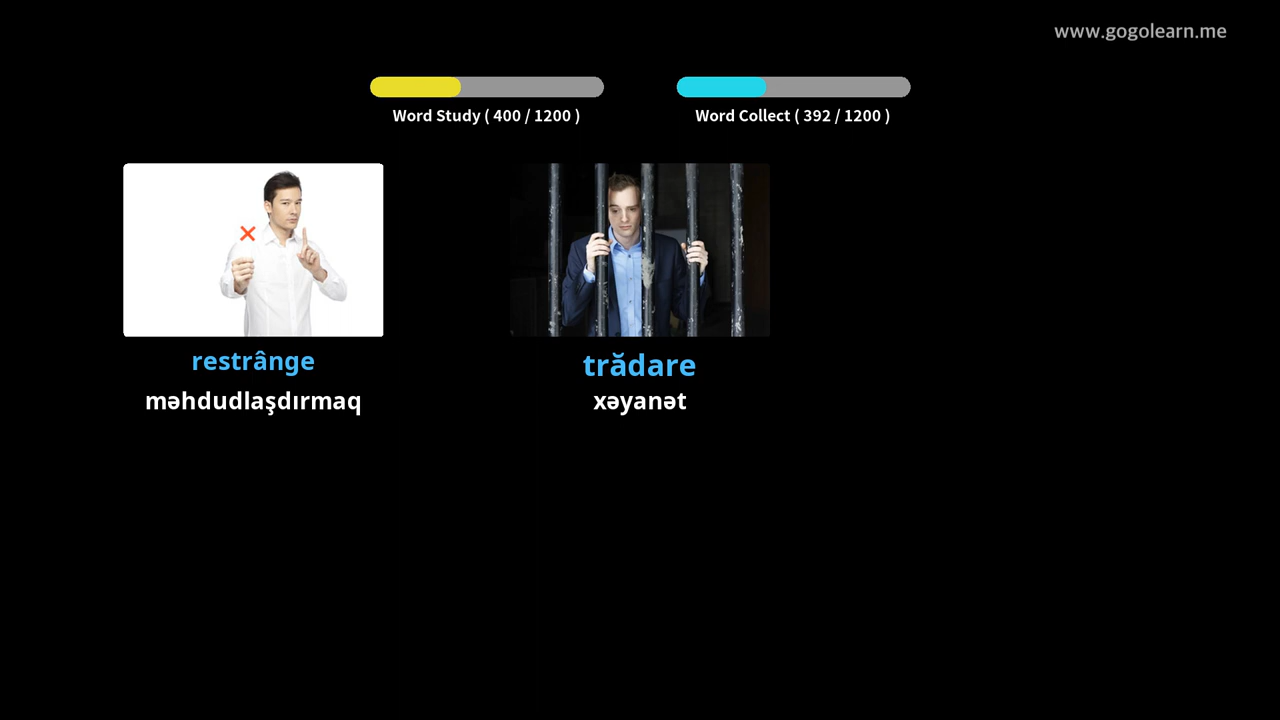 www.gogolearn.me
Word Study ( 400 / 1200 )
Word Collect ( 392 / 1200 )
restrânge
trădare
məhdudlaşdırmaq
xəyanət